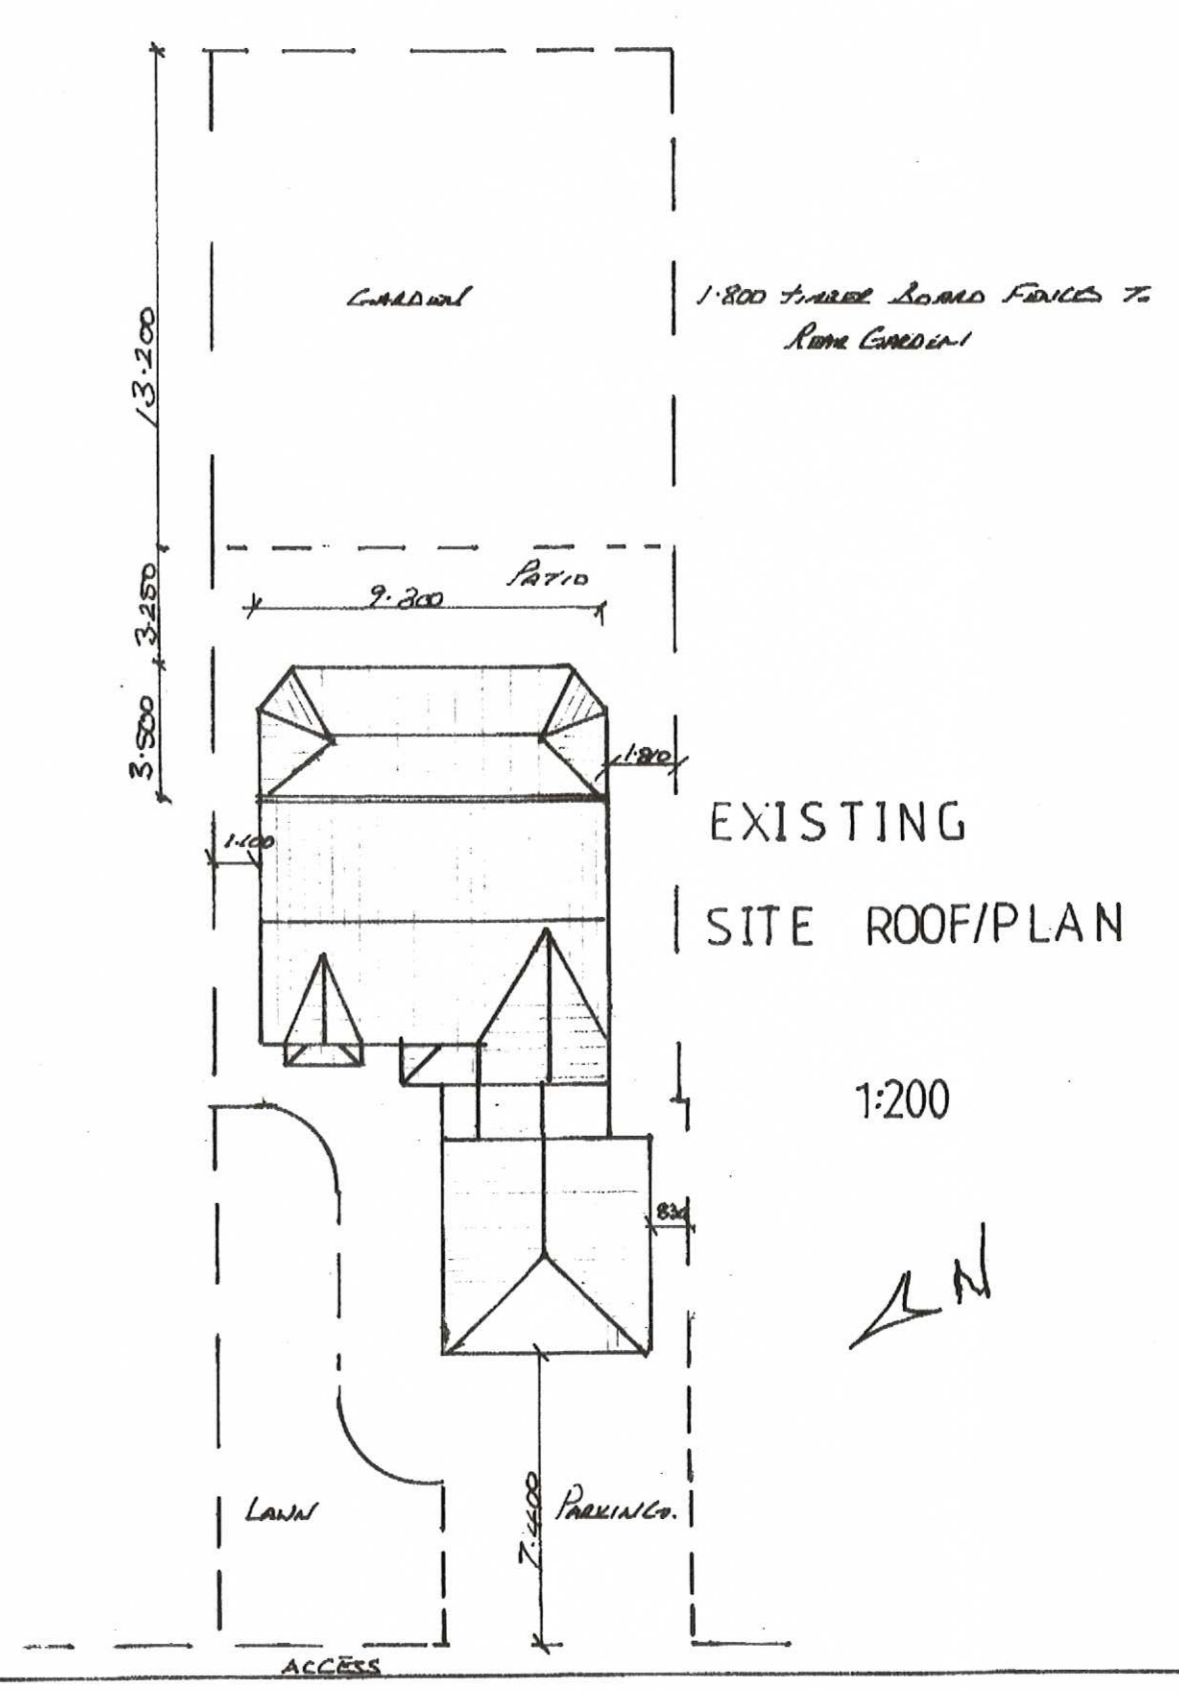 GARDEN
1·800 TIMBER BOARD FENCES TO
REAR GARDEN
13·200
PATIO
3·250
9·300
3·500
1·810
EXISTING
1·100
SITE ROOF/PLAN
1:200
830
N
LAWN
PARKING.
7·400
ACCESS